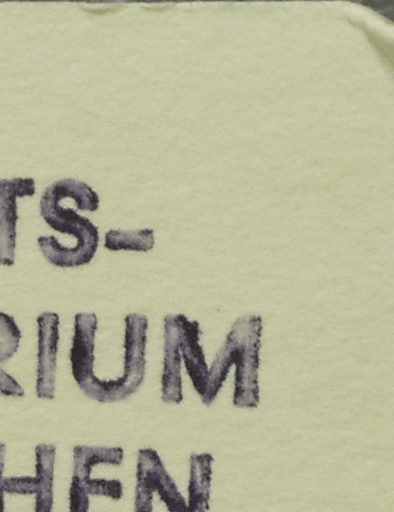 TS-
RIUM
HEN